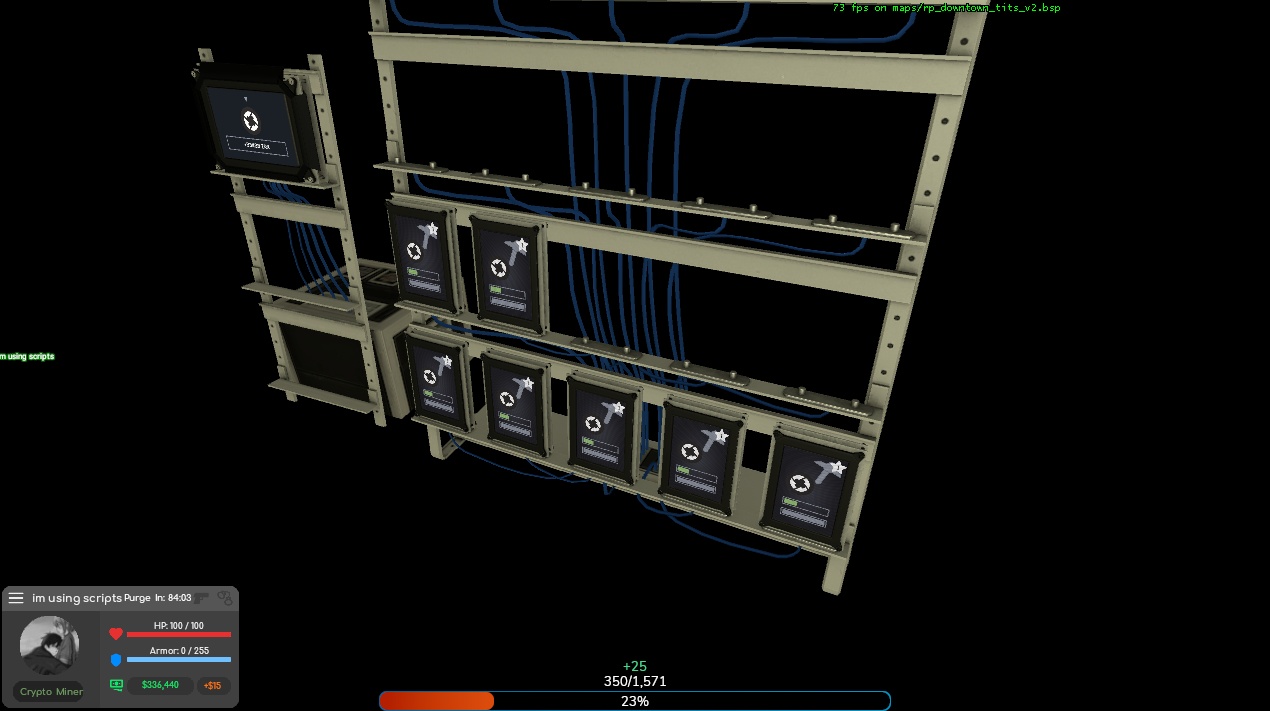 73 fps on maps/rp_downtown_tits_v2.bsp
m using scripts
im using scripts Purge In: 84:03
HP: 100 / 100
Armor: 0 / 255
$336,440 +$15
Crypto Miner
+25
350/1,571
23%